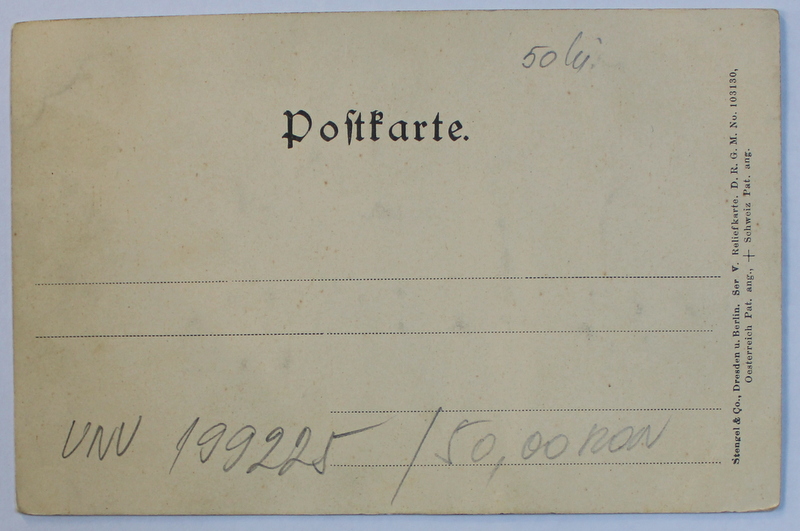 50 lei.
Postkarte.
UNV 199225 / 50,00 RON
Stengel & Co., Dresden u. Berlin. Ser V. Reliefkarte. D. R. G. M. No. 103130,
Oesterreich Pat. ang., + Schweiz Pat. ang.